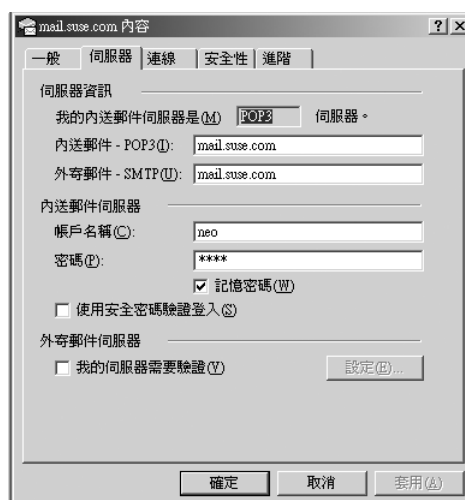 mail.suse.com 內容
一般 伺服器 連線 安全性 進階
伺服器資訊
我的內送郵件伺服器是(M) POP3 伺服器。
內送郵件 - POP3(I): mail.suse.com
外寄郵件 - SMTP(U): mail.suse.com
內送郵件伺服器
帳戶名稱(C): neo
密碼(P): ****
記憶密碼(W)
使用安全密碼驗證登入(S)
外寄郵件伺服器
我的伺服器需要驗證(V) 設定(E)...
確定 取消 套用(A)